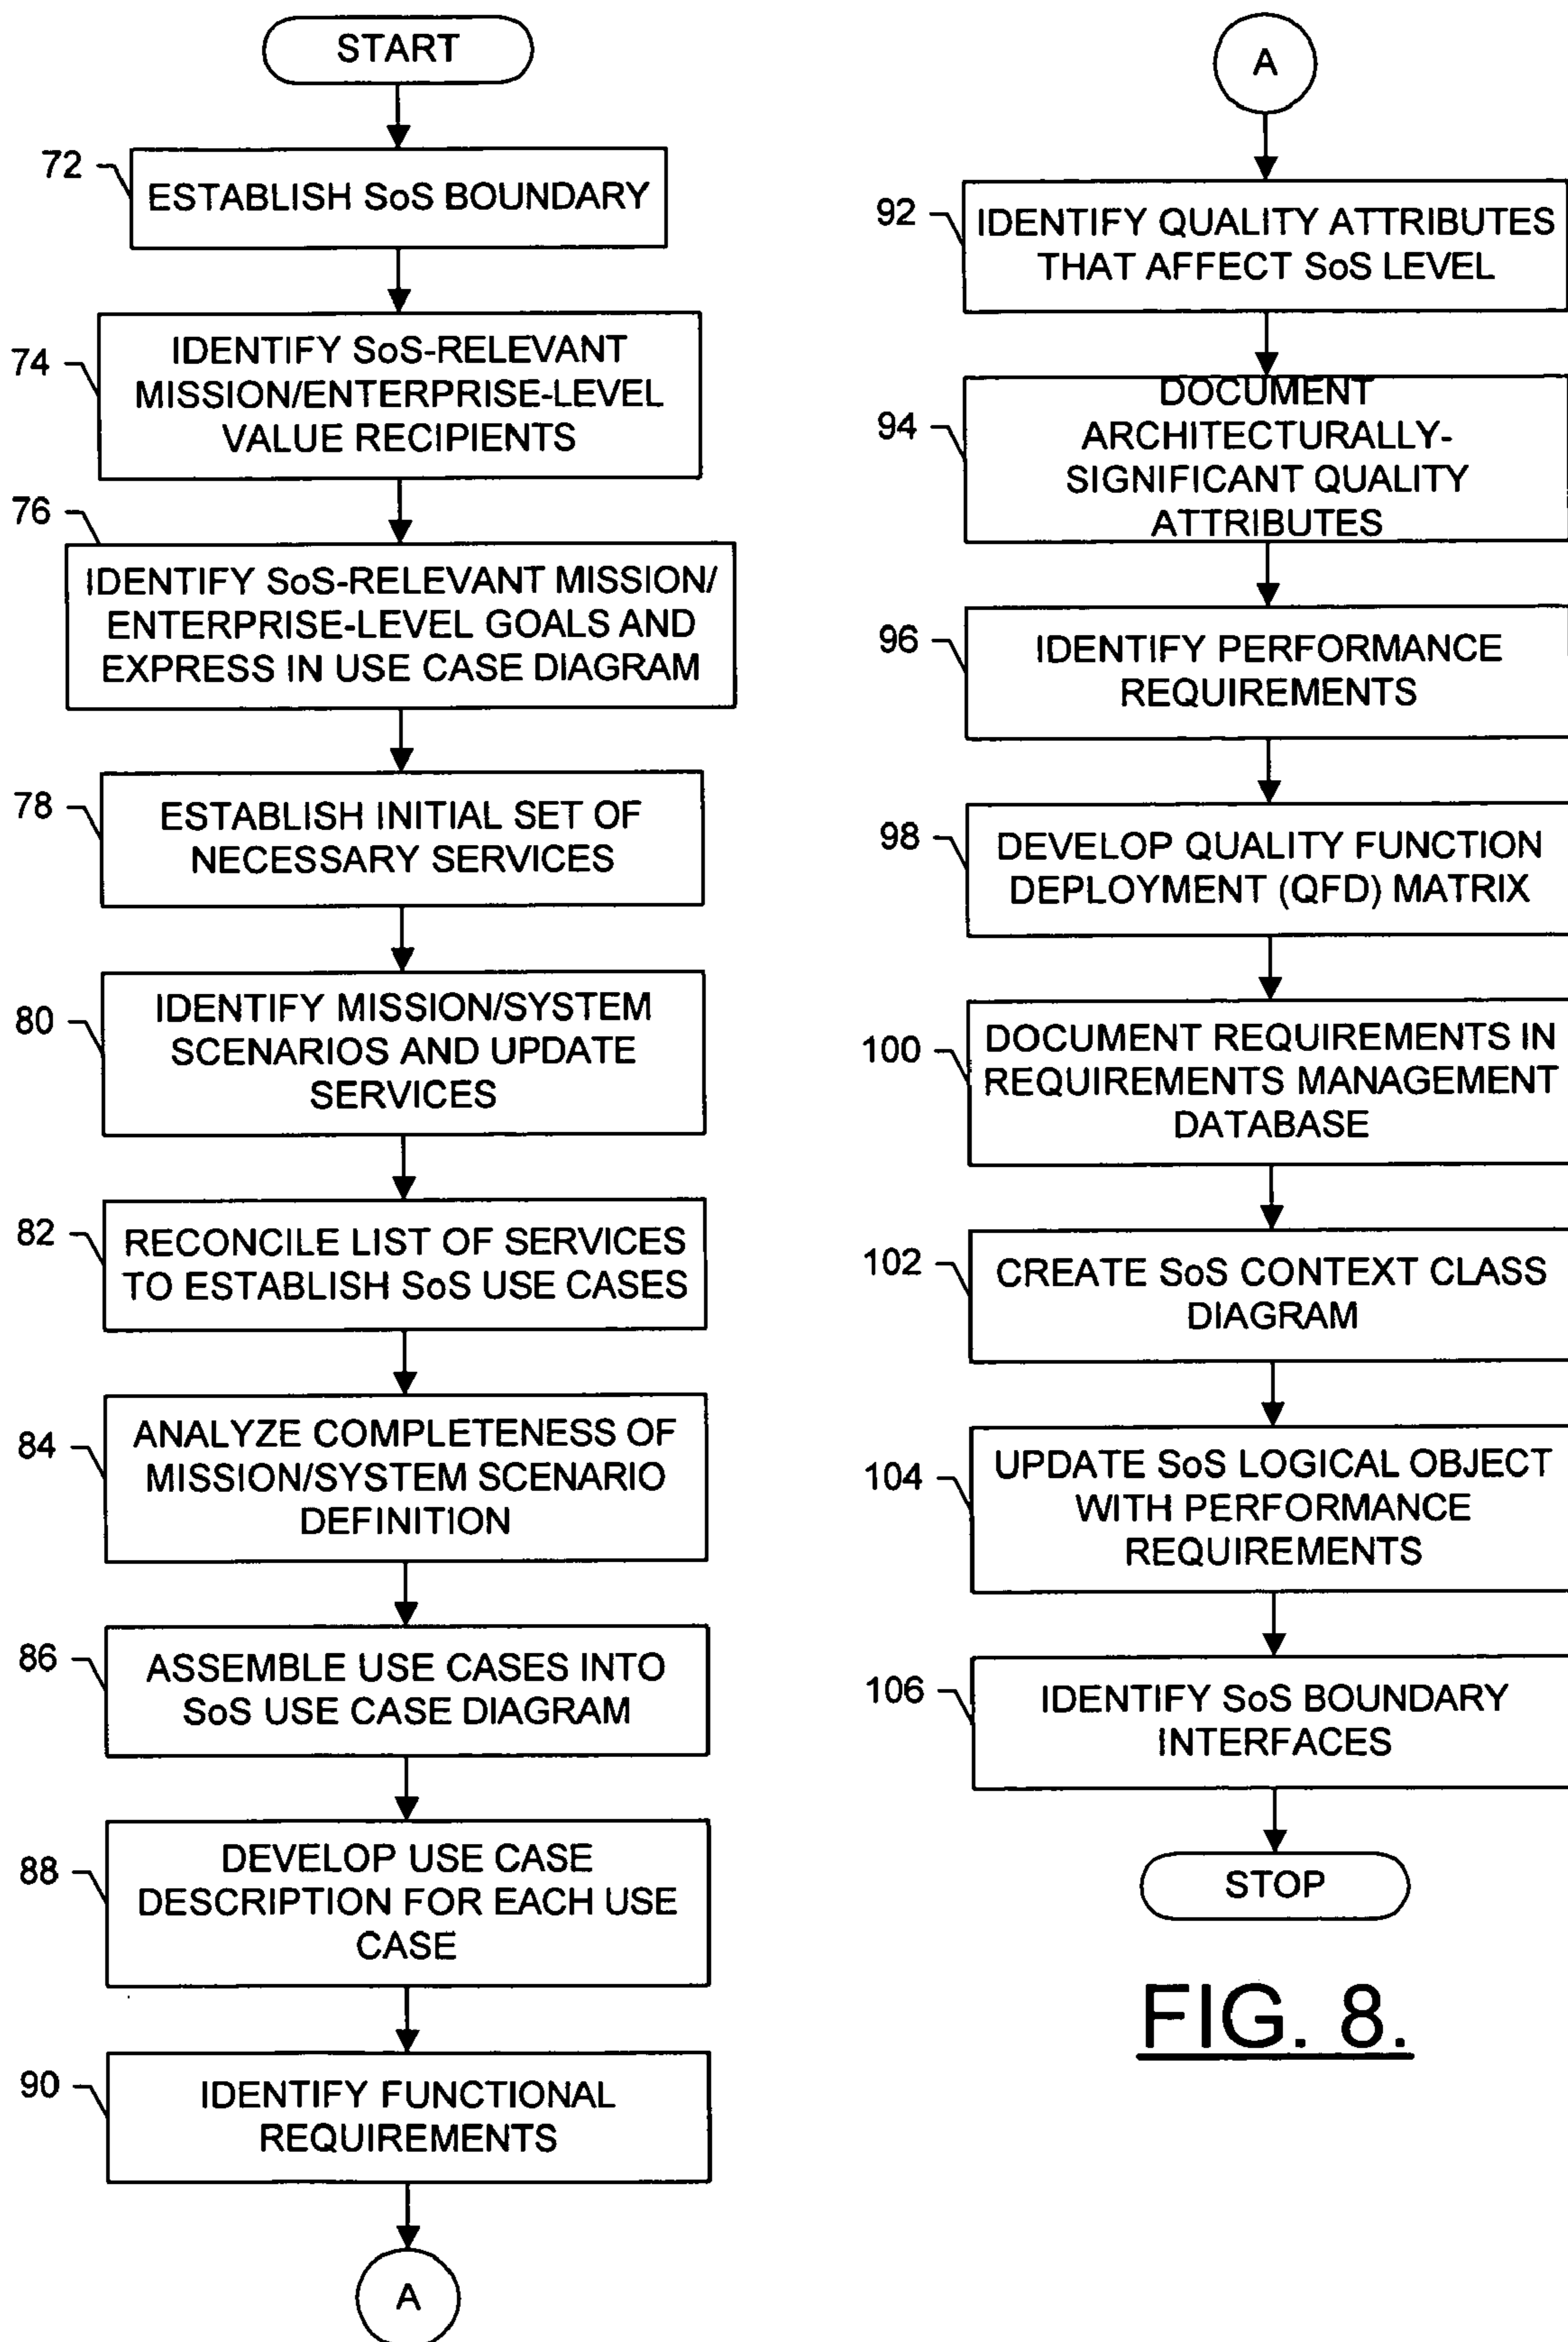 START
72
ESTABLISH SoS BOUNDARY
74
IDENTIFY SoS-RELEVANT
MISSION/ENTERPRISE-LEVEL
VALUE RECIPIENTS
76
IDENTIFY SoS-RELEVANT MISSION/
ENTERPRISE-LEVEL GOALS AND
EXPRESS IN USE CASE DIAGRAM
78
ESTABLISH INITIAL SET OF
NECESSARY SERVICES
80
IDENTIFY MISSION/SYSTEM
SCENARIOS AND UPDATE
SERVICES
82
RECONCILE LIST OF SERVICES
TO ESTABLISH SoS USE CASES
84
ANALYZE COMPLETENESS OF
MISSION/SYSTEM SCENARIO
DEFINITION
86
ASSEMBLE USE CASES INTO
SoS USE CASE DIAGRAM
88
DEVELOP USE CASE
DESCRIPTION FOR EACH USE
CASE
90
IDENTIFY FUNCTIONAL
REQUIREMENTS
A
A
92
IDENTIFY QUALITY ATTRIBUTES
THAT AFFECT SoS LEVEL
94
DOCUMENT
ARCHITECTURALLY-
SIGNIFICANT QUALITY
ATTRIBUTES
96
IDENTIFY PERFORMANCE
REQUIREMENTS
98
DEVELOP QUALITY FUNCTION
DEPLOYMENT (QFD) MATRIX
100
DOCUMENT REQUIREMENTS IN
REQUIREMENTS MANAGEMENT
DATABASE
102
CREATE SoS CONTEXT CLASS
DIAGRAM
104
UPDATE SoS LOGICAL OBJECT
WITH PERFORMANCE
REQUIREMENTS
106
IDENTIFY SoS BOUNDARY
INTERFACES
STOP
FIG. 8.